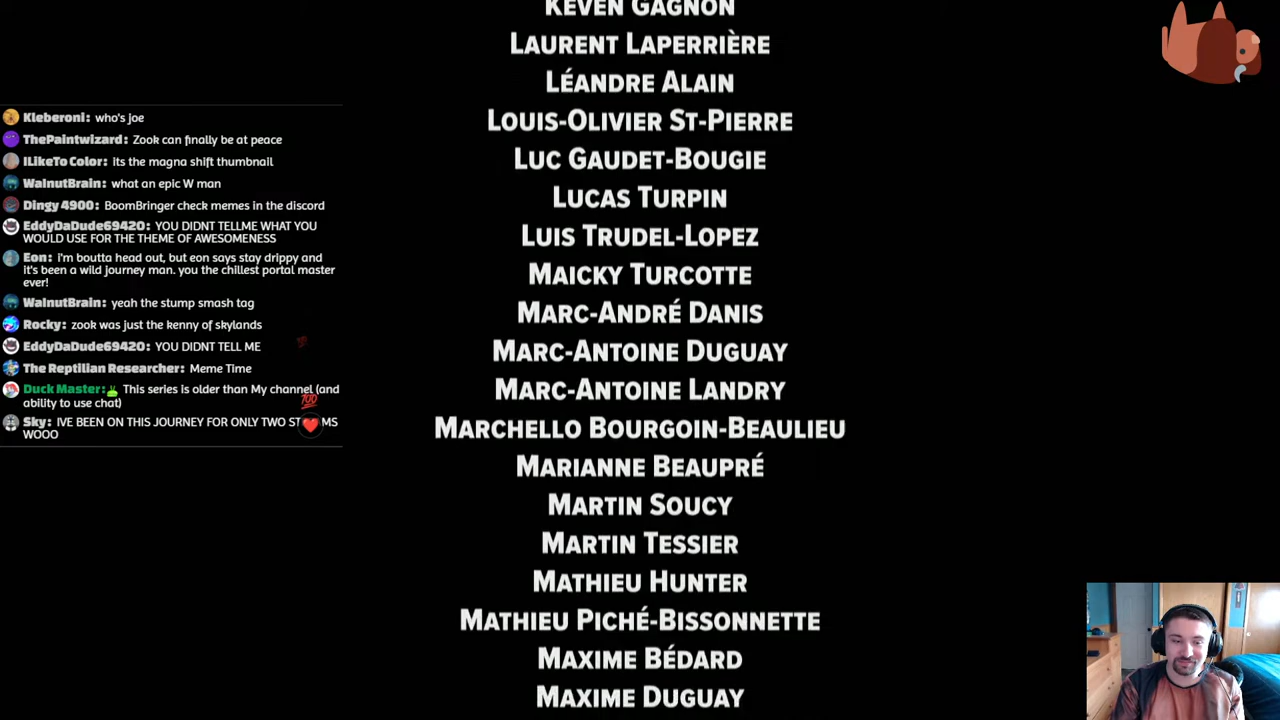 Kleberoni: who's joe
ThePaintwizard: Zook can finally be at peace
ILikeTo Color: its the magna shift thumbnail
WalnutBrain: what an epic W man
Dingy 4900: BoomBringer check memes in the discord
EddyDaDude69420: YOU DIDNT TELLME WHAT YOU
WOULD USE FOR THE THEME OF AWESOMENESS
Eon: i'm boutta head out, but eon says stay drippy and
it's been a wild journey man. you the chillest portal master
ever!
WalnutBrain: yeah the stump smash tag
Rocky: zook was just the kenny of skylands
EddyDaDude69420: YOU DIDNT TELL ME
The Reptilian Researcher: Meme Time
Duck Master: This series is older than My channel (and
ability to use chat)
Sky: IVE BEEN ON THIS JOURNEY FOR ONLY TWO
WOOO
KEVEN GAGNON
LAURENT LAPERRIÈRE
LÉANDRE ALAIN
LOUIS-OLIVIER ST-PIERRE
LUC GAUDET-BOUGIE
LUCAS TURPIN
LUIS TRUDEL-LOPEZ
MAICKY TURCOTTE
MARC-ANDRÉ DANIS
MARC-ANTOINE DUGUAY
MARC-ANTOINE LANDRY
MARCHELLO BOURGOIN-BEAULIEU
MARIANNE BEAUPRÉ
MARTIN SOUCY
MARTIN TESSIER
MATHIEU HUNTER
MATHIEU PICHÉ-BISSONNETTE
MAXIME BÉDARD
MAXIME DUGUAY